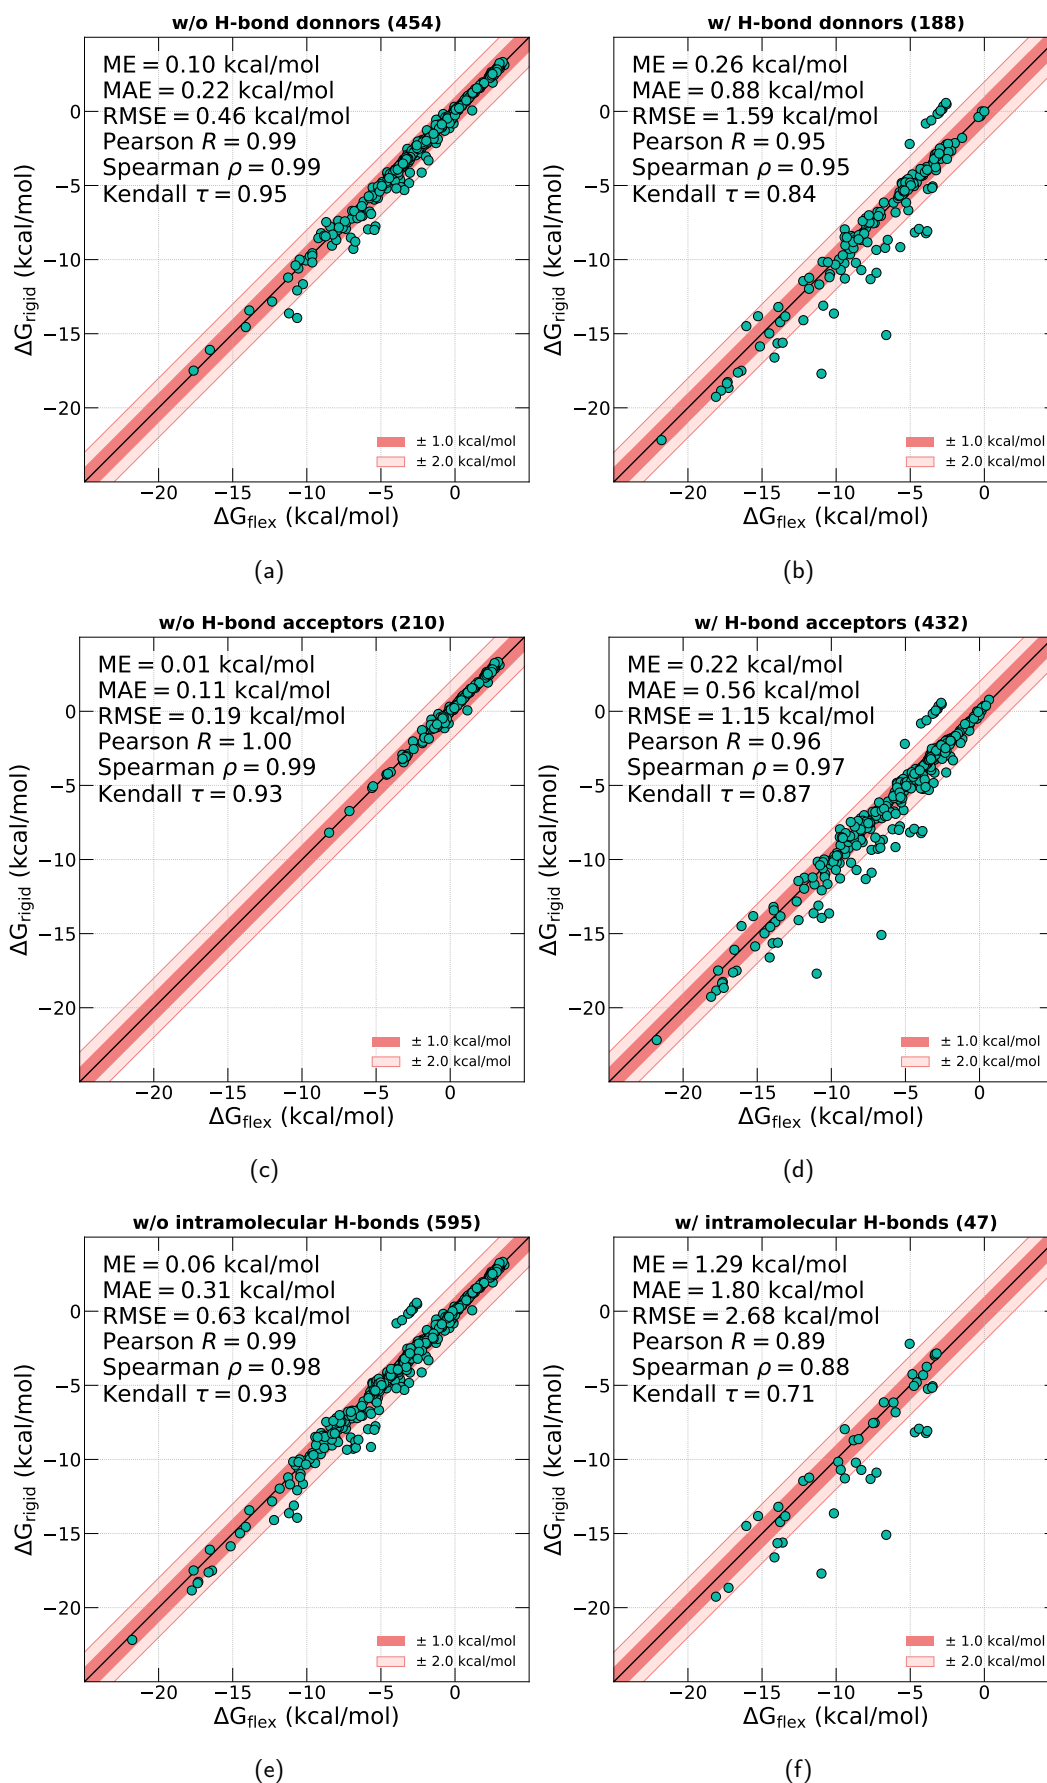 w/o H-bond donnors (454)
ME = 0.10 kcal/mol
MAE = 0.22 kcal/mol
RMSE = 0.46 kcal/mol
Pearson R = 0.99
Spearman ρ = 0.99
Kendall τ = 0.95
0
−5
−10
−15
−20
ΔG_rigid (kcal/mol)
± 1.0 kcal/mol
± 2.0 kcal/mol
−20 −15 −10 −5 0
ΔG_flex (kcal/mol)
(a)
w/ H-bond donnors (188)
ME = 0.26 kcal/mol
MAE = 0.88 kcal/mol
RMSE = 1.59 kcal/mol
Pearson R = 0.95
Spearman ρ = 0.95
Kendall τ = 0.84
0
−5
−10
−15
−20
ΔG_rigid (kcal/mol)
± 1.0 kcal/mol
± 2.0 kcal/mol
−20 −15 −10 −5 0
ΔG_flex (kcal/mol)
(b)
w/o H-bond acceptors (210)
ME = 0.01 kcal/mol
MAE = 0.11 kcal/mol
RMSE = 0.19 kcal/mol
Pearson R = 1.00
Spearman ρ = 0.99
Kendall τ = 0.93
0
−5
−10
−15
−20
ΔG_rigid (kcal/mol)
± 1.0 kcal/mol
± 2.0 kcal/mol
−20 −15 −10 −5 0
ΔG_flex (kcal/mol)
(c)
w/ H-bond acceptors (432)
ME = 0.22 kcal/mol
MAE = 0.56 kcal/mol
RMSE = 1.15 kcal/mol
Pearson R = 0.96
Spearman ρ = 0.97
Kendall τ = 0.87
0
−5
−10
−15
−20
ΔG_rigid (kcal/mol)
± 1.0 kcal/mol
± 2.0 kcal/mol
−20 −15 −10 −5 0
ΔG_flex (kcal/mol)
(d)
w/o intramolecular H-bonds (595)
ME = 0.06 kcal/mol
MAE = 0.31 kcal/mol
RMSE = 0.63 kcal/mol
Pearson R = 0.99
Spearman ρ = 0.98
Kendall τ = 0.93
0
−5
−10
−15
−20
ΔG_rigid (kcal/mol)
± 1.0 kcal/mol
± 2.0 kcal/mol
−20 −15 −10 −5 0
ΔG_flex (kcal/mol)
(e)
w/ intramolecular H-bonds (47)
ME = 1.29 kcal/mol
MAE = 1.80 kcal/mol
RMSE = 2.68 kcal/mol
Pearson R = 0.89
Spearman ρ = 0.88
Kendall τ = 0.71
0
−5
−10
−15
−20
ΔG_rigid (kcal/mol)
± 1.0 kcal/mol
± 2.0 kcal/mol
−20 −15 −10 −5 0
ΔG_flex (kcal/mol)
(f)